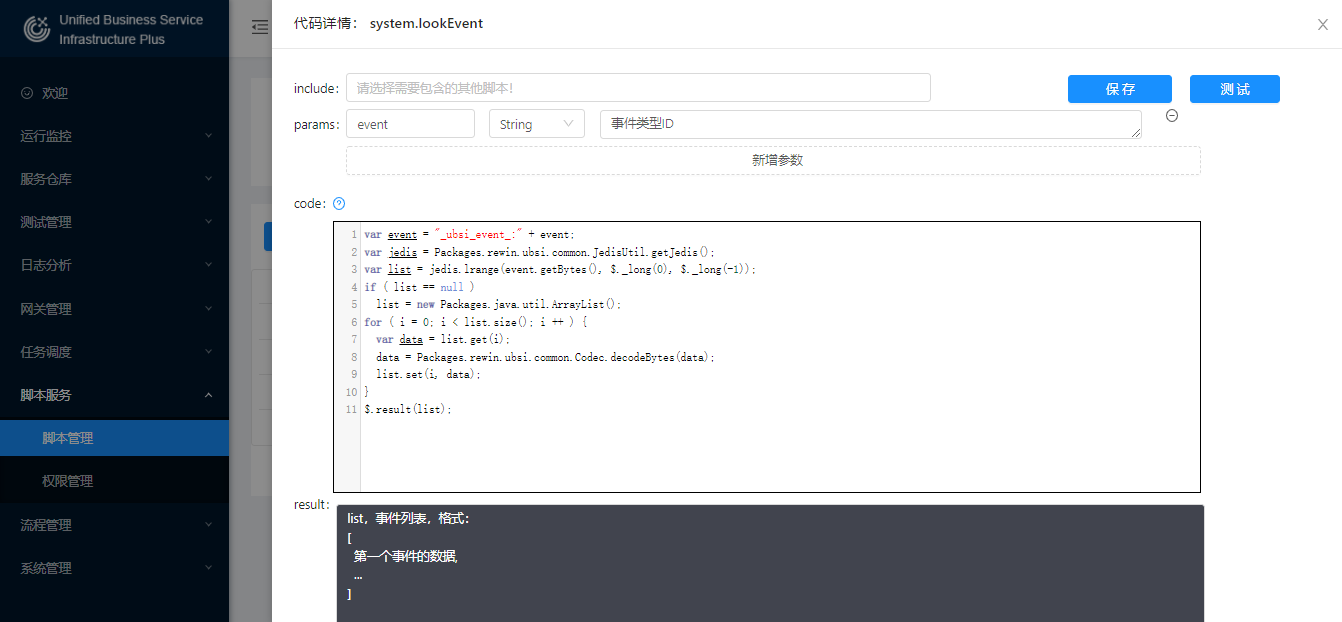 Unified Business Service
Infrastructure Plus
欢迎
运行监控
服务仓库
测试管理
日志分析
网关管理
任务调度
脚本服务
脚本管理
权限管理
流程管理
系统管理
代码详情： system.lookEvent
include: 请选择需要包含的其他脚本!
保 存 测 试
params: event String 事件类型ID
新增参数
code:
1 var event = "_ubsi_event_:" + event;
2 var jedis = Packages.rewin.ubsi.common.JedisUtil.getJedis();
3 var list = jedis.lrange(event.getBytes(), $._long(0), $._long(-1));
4 if ( list == null )
5 list = new Packages.java.util.ArrayList();
6 for ( i = 0; i < list.size(); i ++ ) {
7 var data = list.get(i);
8 data = Packages.rewin.ubsi.common.Codec.decodeBytes(data);
9 list.set(i, data);
10 }
11 $.result(list);
result:
list，事件列表，格式：
[
第一个事件的数据,
...
]